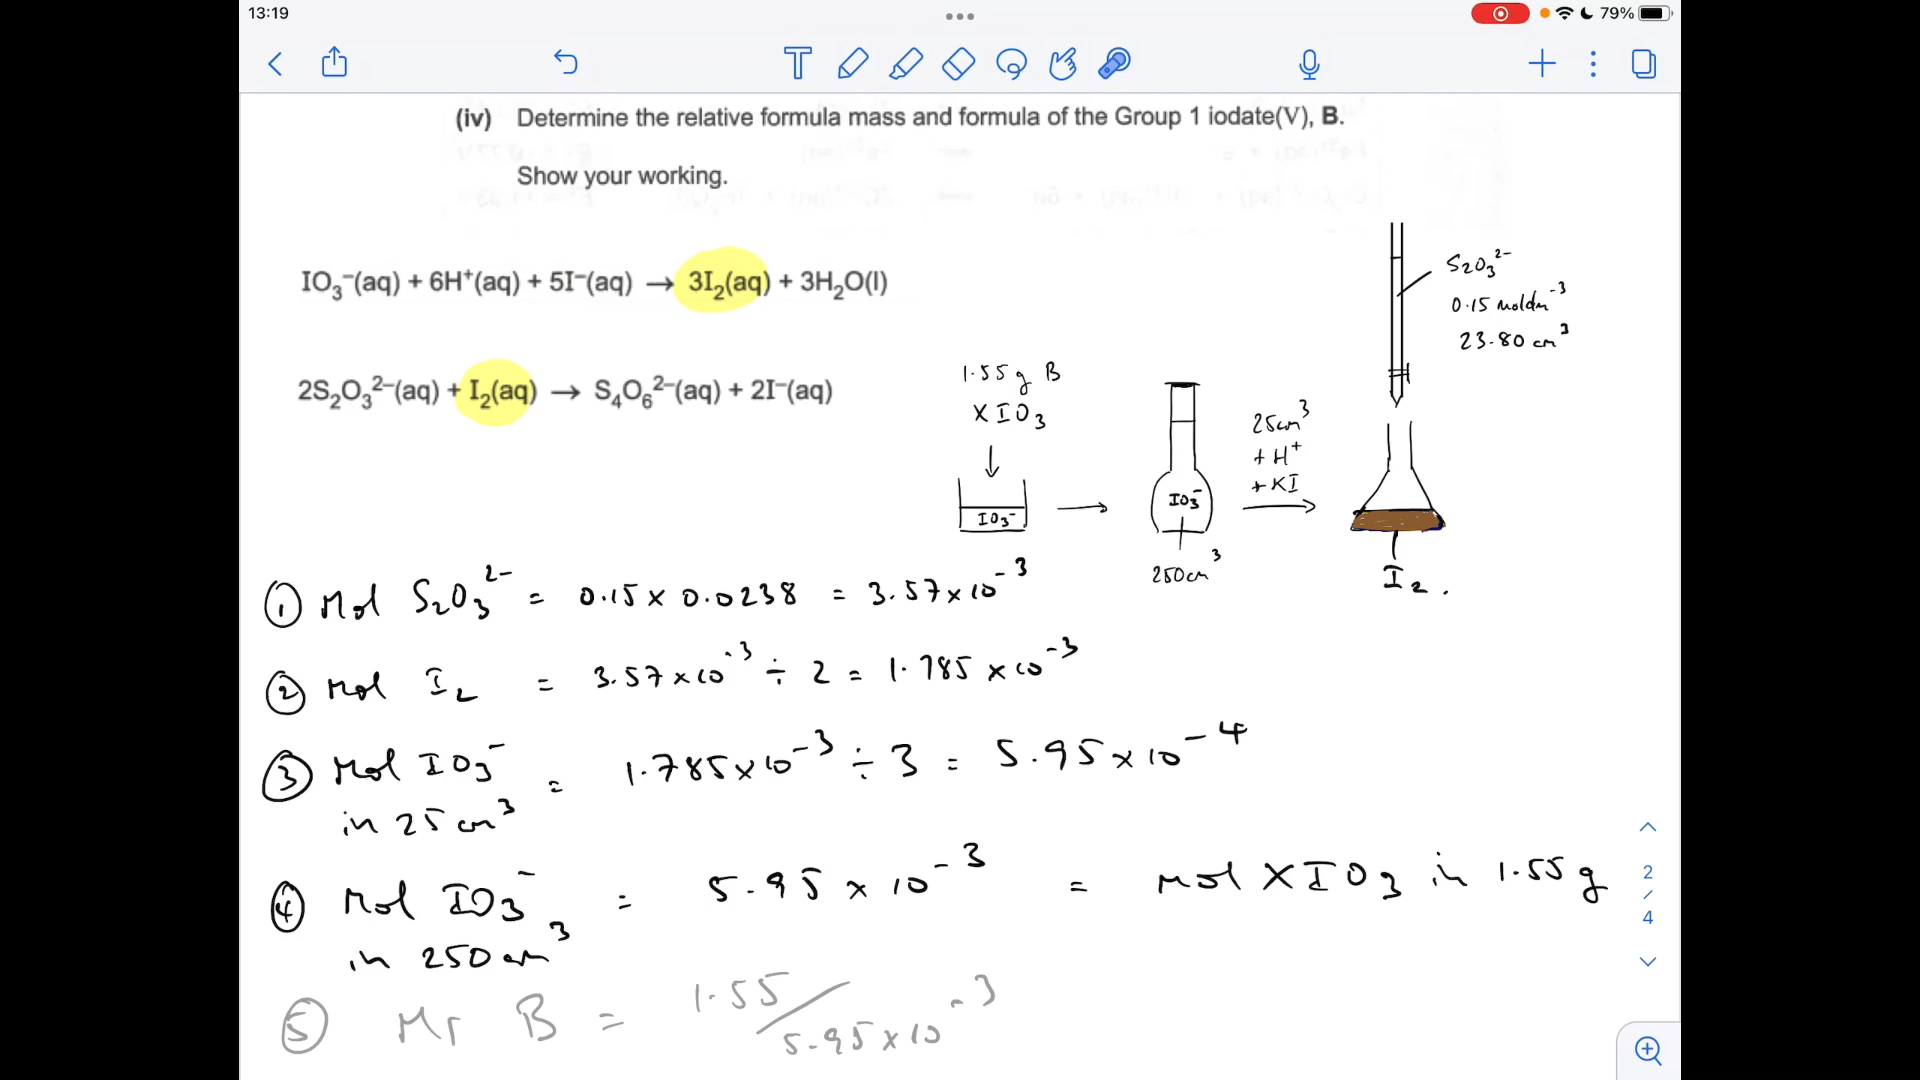 13:19
79%
(iv) Determine the relative formula mass and formula of the Group 1 iodate(V), B.
Show your working.
IO₃⁻(aq) + 6H⁺(aq) + 5I⁻(aq) → 3I₂(aq) + 3H₂O(l)
2S₂O₃²⁻(aq) + I₂(aq) → S₄O₆²⁻(aq) + 2I⁻(aq)
S₂O₃²⁻
0.15 moldm⁻³
23.80 cm³
1.55 g B
XIO₃
IO₃⁻
IO₃⁻
250cm³
25cm³
+ H⁺
+ KI
I₂.
① Mol S₂O₃²⁻ = 0.15 × 0.0238 = 3.57×10⁻³
② Mol I₂ = 3.57×10⁻³ ÷ 2 = 1.785 ×10⁻³
③ Mol IO₃⁻ = 1.785×10⁻³ ÷ 3 = 5.95×10⁻⁴
in 25 cm³
④ Mol IO₃⁻ = 5.95 × 10⁻³ = mol XIO₃ in 1.55 g
in 250 cm³
⑤ Mr B = 1.55 / 5.95×10⁻³
2
/
4